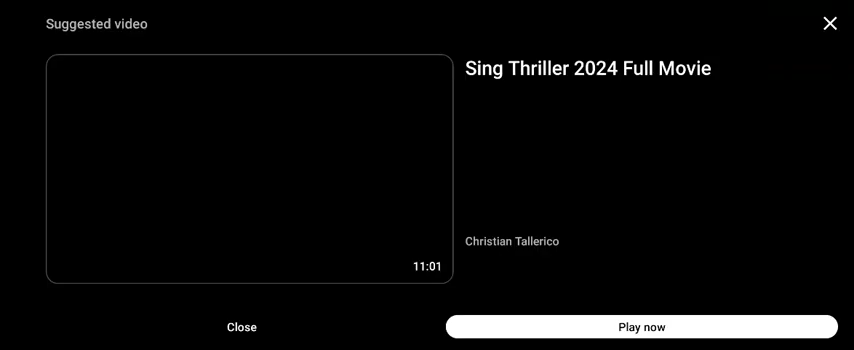 Suggested video
Sing Thriller 2024 Full Movie
Christian Tallerico
11:01
Close
Play now